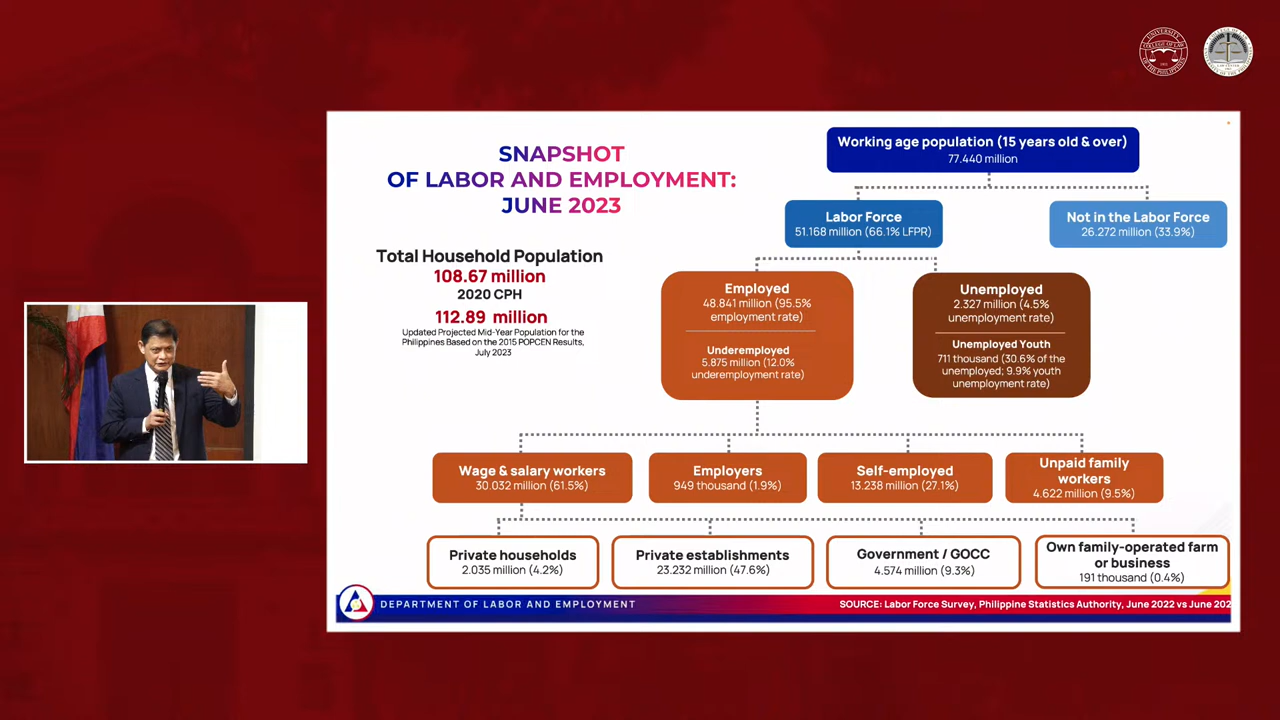 UNIVERSITY
COLLEGE OF LAW
OF THE PHILIPPINES
SNAPSHOT
OF LABOR AND EMPLOYMENT:
JUNE 2023
Total Household Population
108.67 million
2020 CPH
112.89 million
Updated Projected Mid-Year Population for the
Philippines Based on the 2015 POPCEN Results,
July 2023
Working age population (15 years old & over)
77.440 million
Labor Force
51.168 million (66.1% LFPR)
Not in the Labor Force
26.272 million (33.9%)
Employed
48.841 million (95.5%
employment rate)
Underemployed
5.875 million (12.0%
underemployment rate)
Unemployed
2.327 million (4.5%
unemployment rate)
Unemployed Youth
711 thousand (30.6% of the
unemployed; 9.9% youth
unemployment rate)
Wage & salary workers
30.032 million (61.5%)
Employers
949 thousand (1.9%)
Self-employed
13.238 million (27.1%)
Unpaid family
workers
4.622 million (9.5%)
Private households
2.035 million (4.2%)
Private establishments
23.232 million (47.6%)
Government / GOCC
4.574 million (9.3%)
Own family-operated farm
or business
191 thousand (0.4%)
DEPARTMENT OF LABOR AND EMPLOYMENT
SOURCE: Labor Force Survey, Philippine Statistics Authority, June 2022 vs June 202